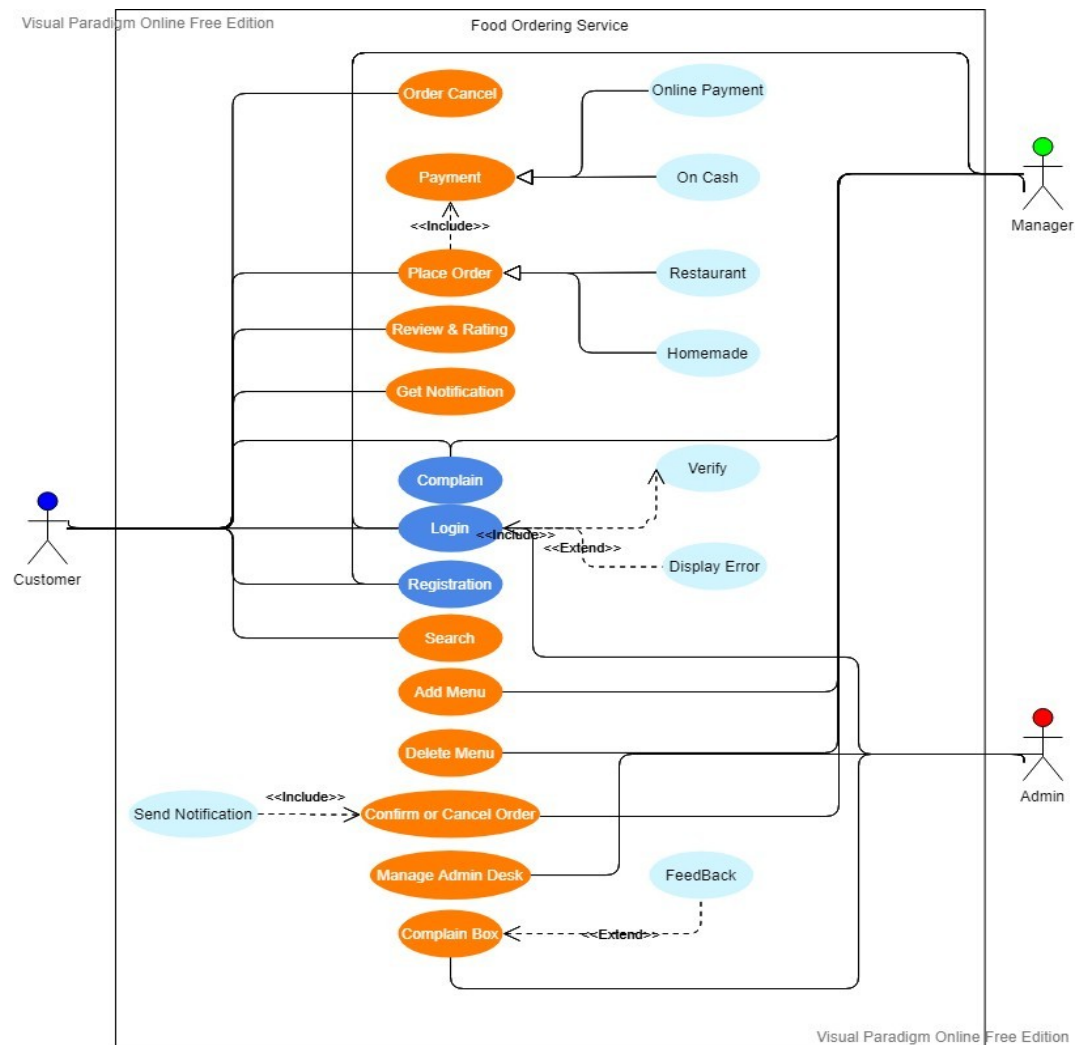 Visual Paradigm Online Free Edition
Food Ordering Service
Order Cancel
Online Payment
Payment
On Cash
Manager
<<Include>>
Place Order
Restaurant
Review & Rating
Homemade
Get Notification
Complain
Verify
Login
<<Include>>
<<Extend>>
Display Error
Customer
Registration
Search
Add Menu
Delete Menu
Admin
<<Include>>
Send Notification
Confirm or Cancel Order
Manage Admin Desk
FeedBack
Complain Box
<<Extend>>
Visual Paradigm Online Free Edition